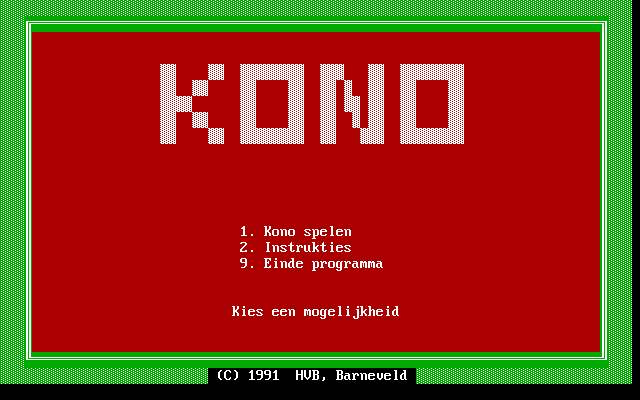 KONO
1. Kono spelen
2. Instrukties
9. Einde programma
Kies een mogelijkheid
(C) 1991  HVB, Barneveld